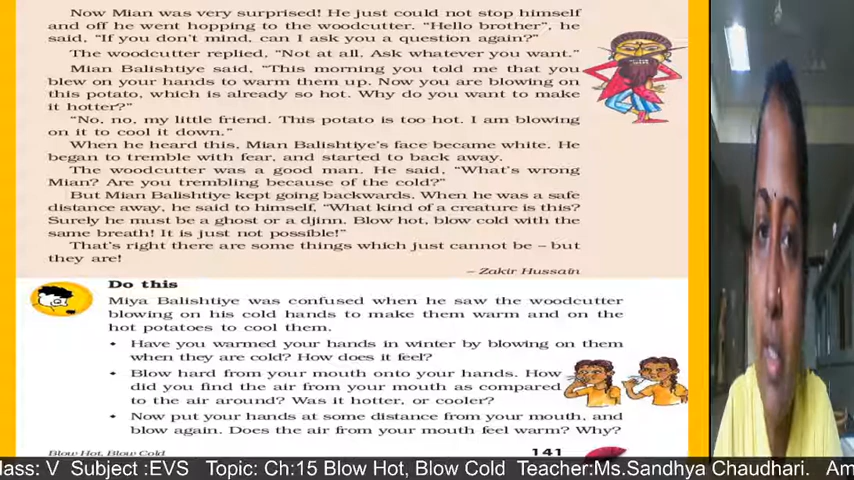 Now Mian was very surprised! He just could not stop himself
and off he went hopping to the woodcutter. “Hello brother”, he
said, “If you don’t mind, can I ask you a question again?”
The woodcutter replied, “Not at all. Ask whatever you want.”
Mian Balishtiye said, “This morning you told me that you
blew on your hands to warm them up. Now you are blowing on
this potato, which is already so hot. Why do you want to make
it hotter?”
“No, no, my little friend. This potato is too hot. I am blowing
on it to cool it down.”
When he heard this, Mian Balishtiye’s face became white. He
began to tremble with fear, and started to back away.
The woodcutter was a good man. He said, “What’s wrong
Mian? Are you trembling because of the cold?”
But Mian Balishtiye kept going backwards. When he was a safe
distance away, he said to himself, “What kind of a creature is this?
Surely he must be a ghost or a djinn. Blow hot, blow cold with the
same breath! It is just not possible!”
That’s right there are some things which just cannot be – but
they are!
– Zakir Hussain
Do this
Miya Balishtiye was confused when he saw the woodcutter
blowing on his cold hands to make them warm and on the
hot potatoes to cool them.
• Have you warmed your hands in winter by blowing on them
when they are cold? How does it feel?
• Blow hard from your mouth onto your hands. How
did you find the air from your mouth as compared
to the air around? Was it hotter, or cooler?
• Now put your hands at some distance from your mouth, and
blow again. Does the air from your mouth feel warm? Why?
Blow Hot, Blow Cold
141
lass: V Subject :EVS Topic: Ch:15 Blow Hot, Blow Cold Teacher:Ms.Sandhya Chaudhari. Am